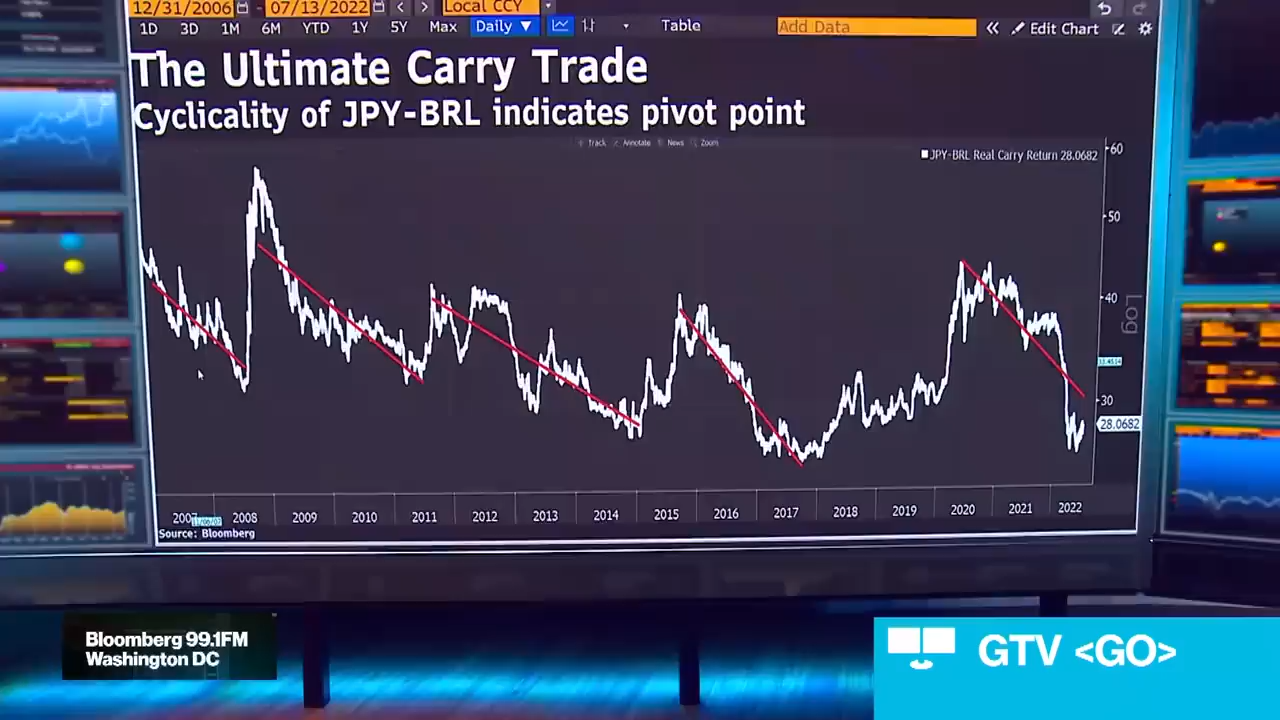 12/31/2006 - 07/13/2022 < > Local CCY
1D 3D 1M 6M YTD 1Y 5Y Max Daily ▼ Table Add Data « Edit Chart
The Ultimate Carry Trade
Cyclicality of JPY-BRL indicates pivot point
Track Annotate News Zoom
JPY-BRL Real Carry Return 28.0682
60
50
40
Log
30
28.0682
2008 2009 2010 2011 2012 2013 2014 2015 2016 2017 2018 2019 2020 2021 2022
Source: Bloomberg
Bloomberg 99.1FM
Washington DC
GTV <GO>